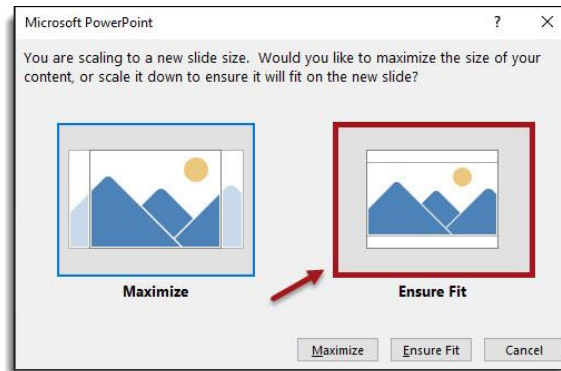 Microsoft PowerPoint ? X
You are scaling to a new slide size. Would you like to maximize the size of your
content, or scale it down to ensure it will fit on the new slide?
Maximize Ensure Fit
Maximize Ensure Fit Cancel